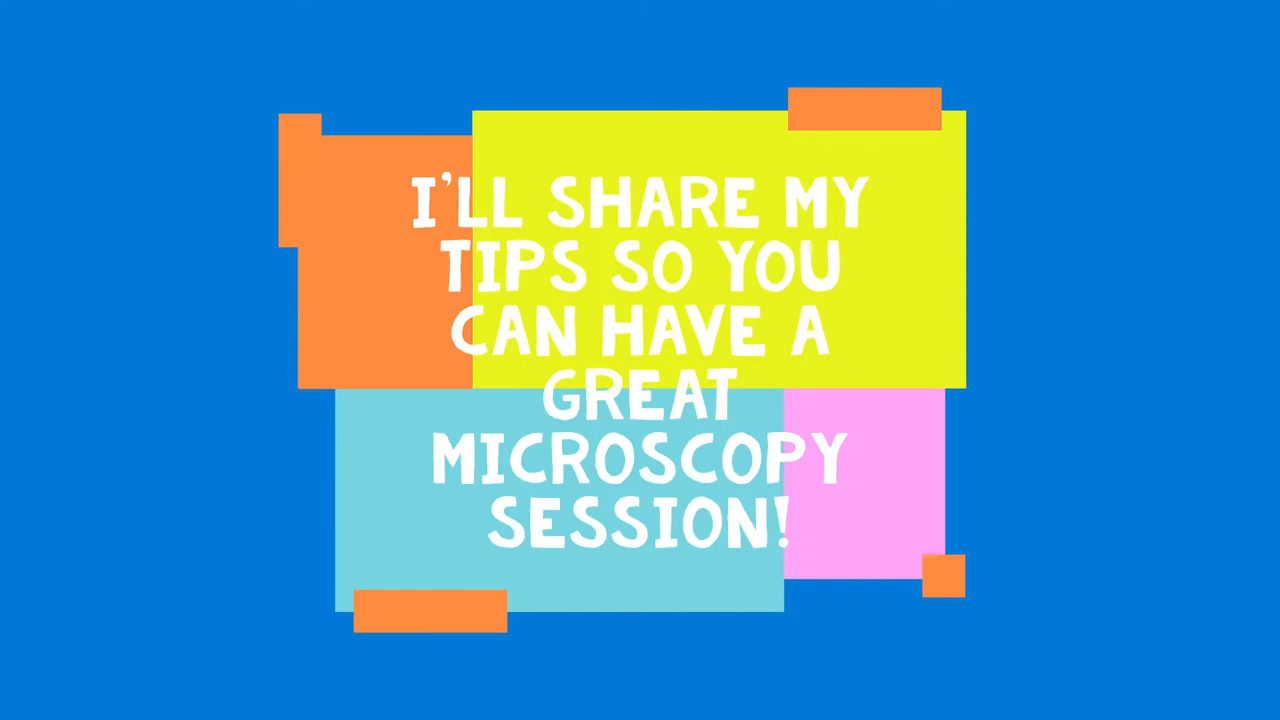 I'LL SHARE MY
TIPS SO YOU
CAN HAVE A
GREAT
MICROSCOPY
SESSION!